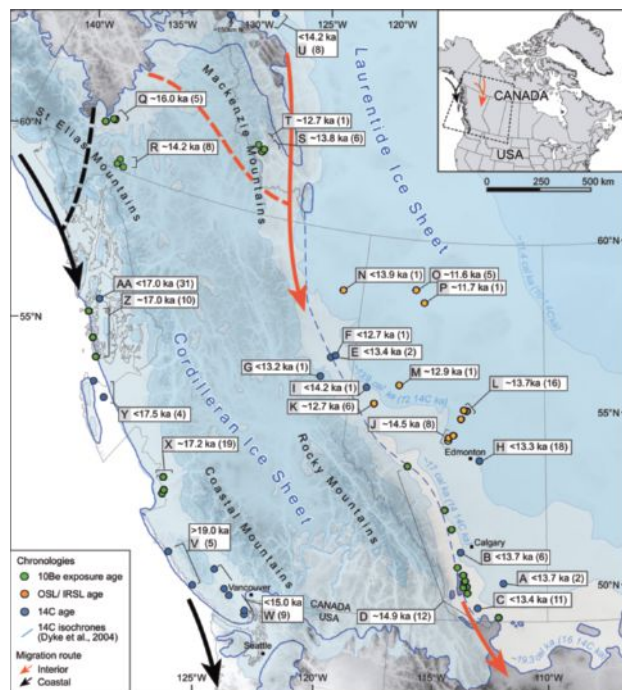 140°W
130°W
120°W
110°W
<14.2 ka
U (8)
Laurentide Ice Sheet
CANADA
USA
0 250 500 km
Q ~16.0 ka (5)
Mackenzie Mountains
T ~12.7 ka (1)
S ~13.8 ka (6)
60°N
St Elias Mountains
R ~14.2 ka (8)
60°N
N <13.9 ka (1)
O ~11.6 ka (5)
P ~11.7 ka (1)
AA <17.0 ka (31)
Z ~17.0 ka (10)
55°N
F <12.7 ka (1)
E <13.4 ka (2)
G <13.2 ka (1)
M ~12.9 ka (1)
I <14.2 ka (1)
L ~13.7ka (16)
K ~12.7 ka (6)
Cordilleran Ice Sheet
55°N
J ~14.5 ka (8)
Y <17.5 ka (4)
Edmonton
H <13.3 ka (18)
X ~17.2 ka (19)
Rocky Mountains
Coastal Mountains
>19.0 ka
V (5)
Calgary
B <13.7 ka (6)
A <13.7 ka (2)
50°N
C <13.4 ka (11)
Vancouver
<15.0 ka
W (9)
CANADA
USA
D ~14.9 ka (12)
Seattle
125°W
120°W
115°W
110°W
Chronologies
10Be exposure age
OSL/ IRSL age
14C age
14C isochrones
(Dyke et al., 2004)
Migration route
Interior
Coastal